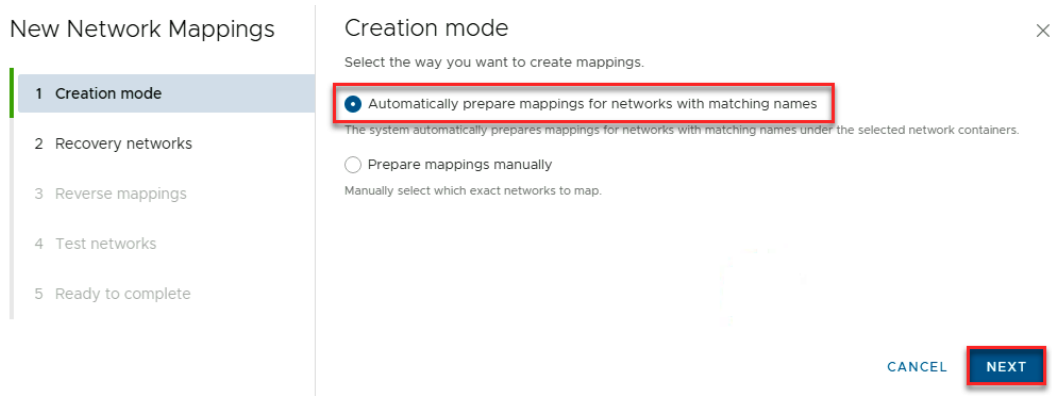 New Network Mappings
1 Creation mode
2 Recovery networks
3 Reverse mappings
4 Test networks
5 Ready to complete
Creation mode
Select the way you want to create mappings.
Automatically prepare mappings for networks with matching names
The system automatically prepares mappings for networks with matching names under the selected network containers.
Prepare mappings manually
Manually select which exact networks to map.
CANCEL
NEXT